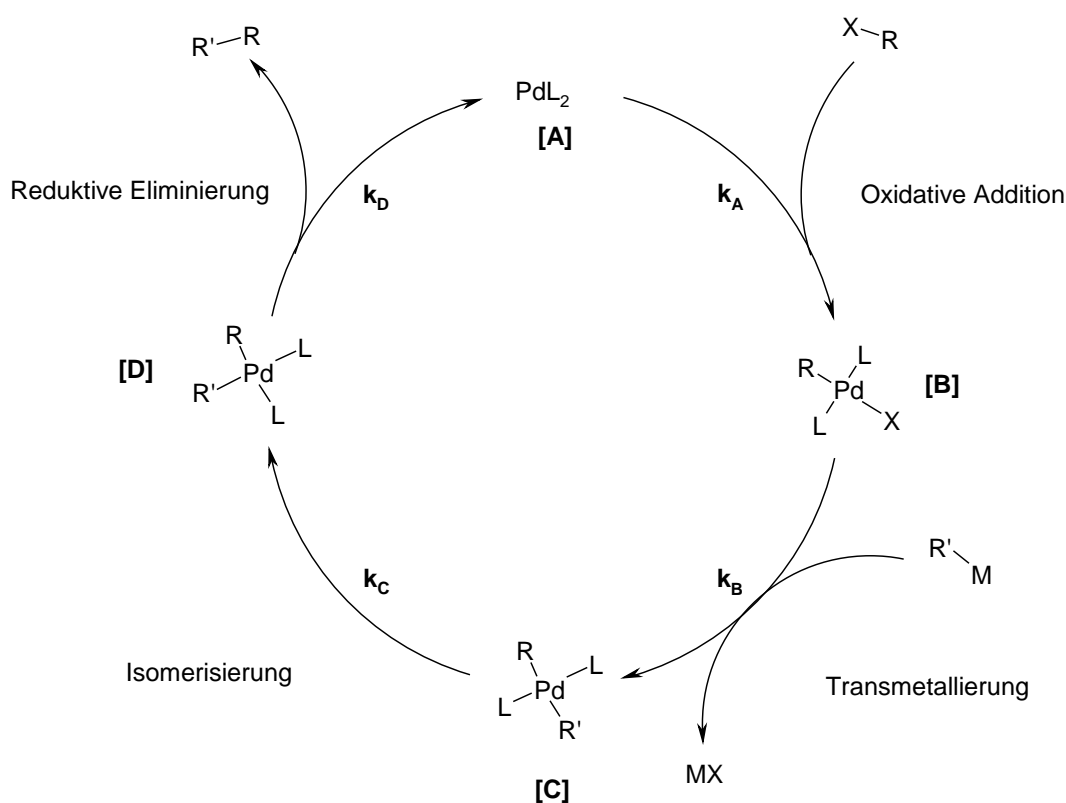 R'
R
X
R
PdL2
[A]
Reduktive Eliminierung
kD
kA
Oxidative Addition
[D]
R
L
R'
Pd
L
L
R
Pd
[B]
L
X
R'
M
kC
kB
Isomerisierung
R
L
Pd
L
R'
Transmetallierung
[C]
MX